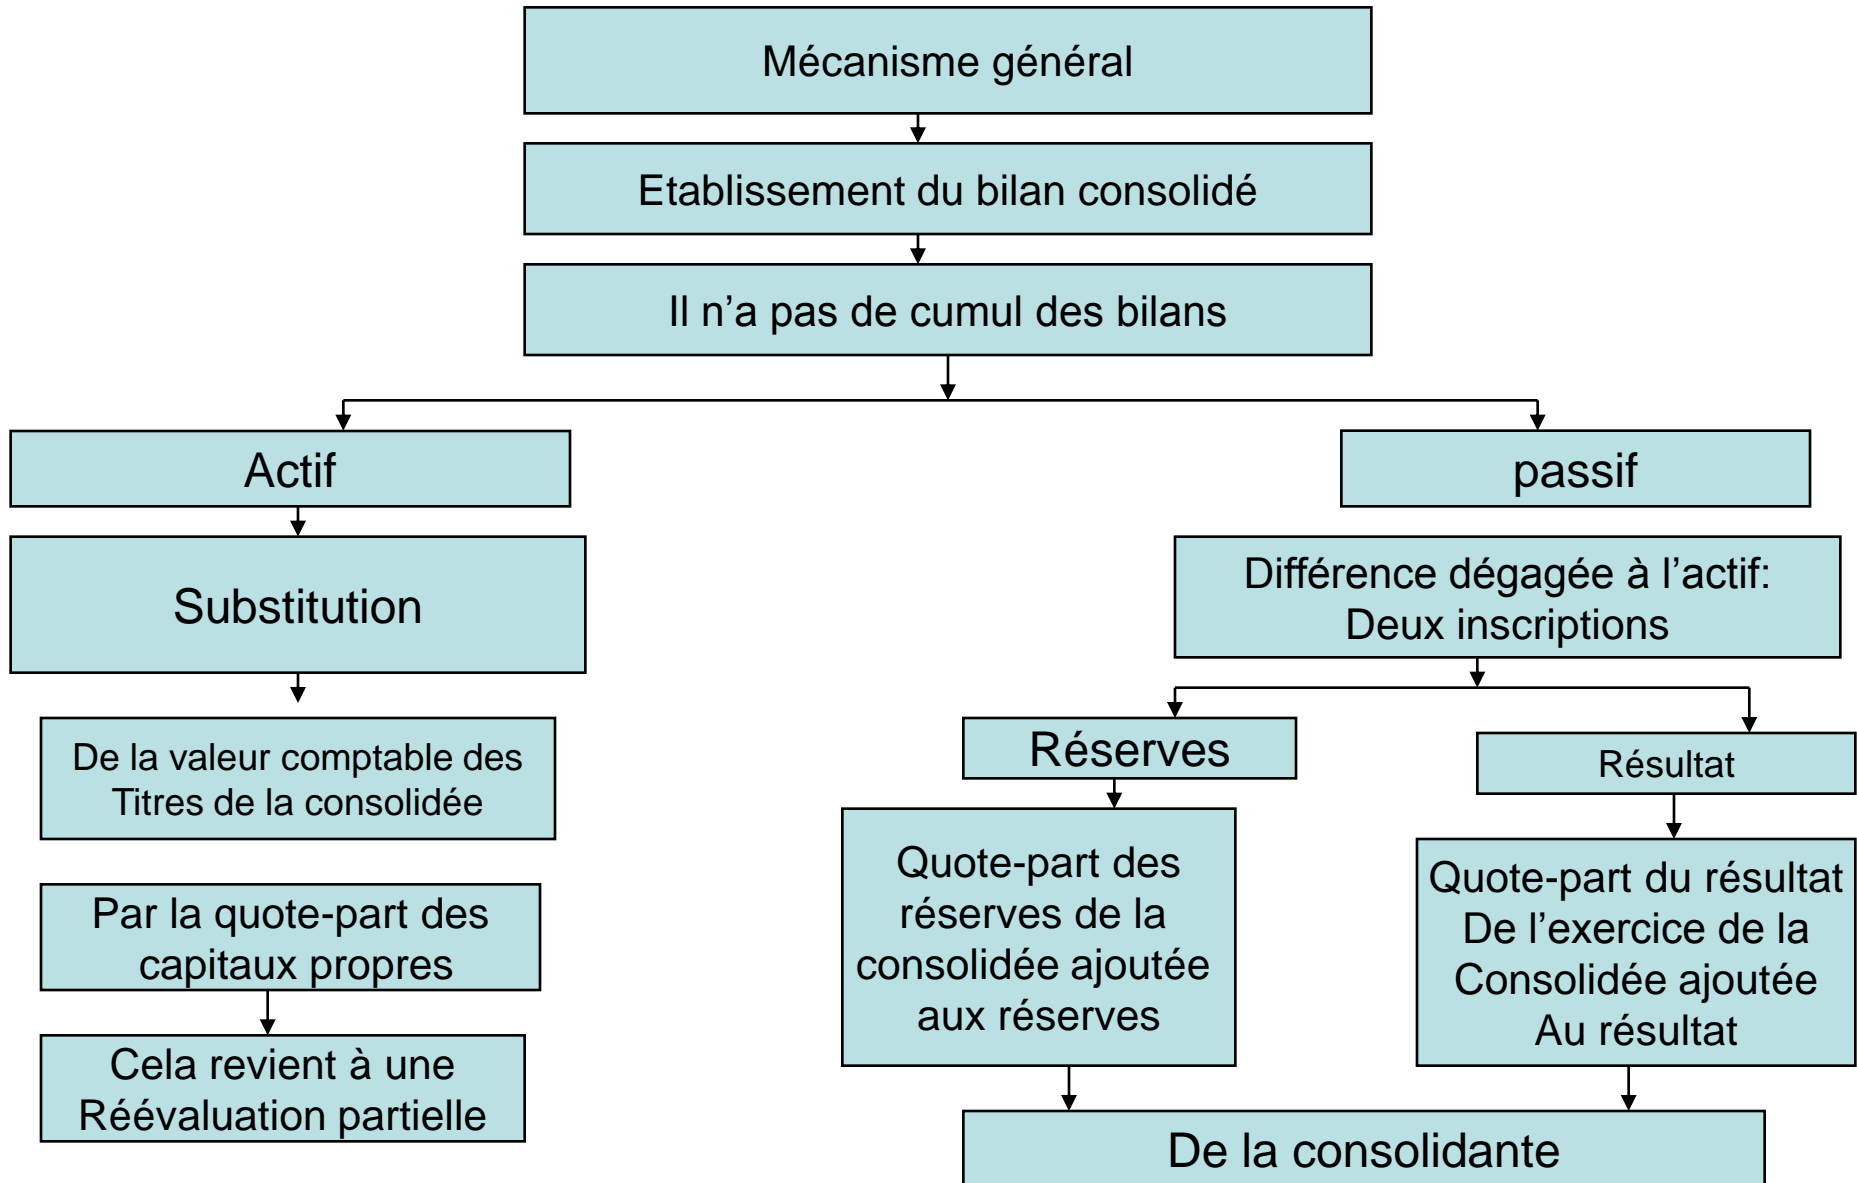 Mécanisme général
Etablissement du bilan consolidé
Il n'a pas de cumul des bilans
Actif
passif
Substitution
Différence dégagée à l'actif:
Deux inscriptions
De la valeur comptable des
Titres de la consolidée
Par la quote-part des
capitaux propres
Cela revient à une
Réévaluation partielle
Réserves
Résultat
Quote-part des
réserves de la
consolidée ajoutée
aux réserves
Quote-part du résultat
De l'exercice de la
Consolidée ajoutée
Au résultat
De la consolidante